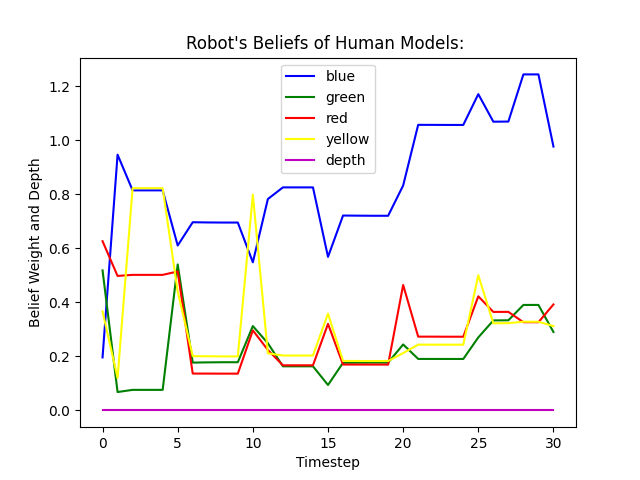 Robot's Beliefs of Human Models:
blue
green
red
yellow
depth
Belief Weight and Depth
1.2
1.0
0.8
0.6
0.4
0.2
0.0
0 5 10 15 20 25 30
Timestep